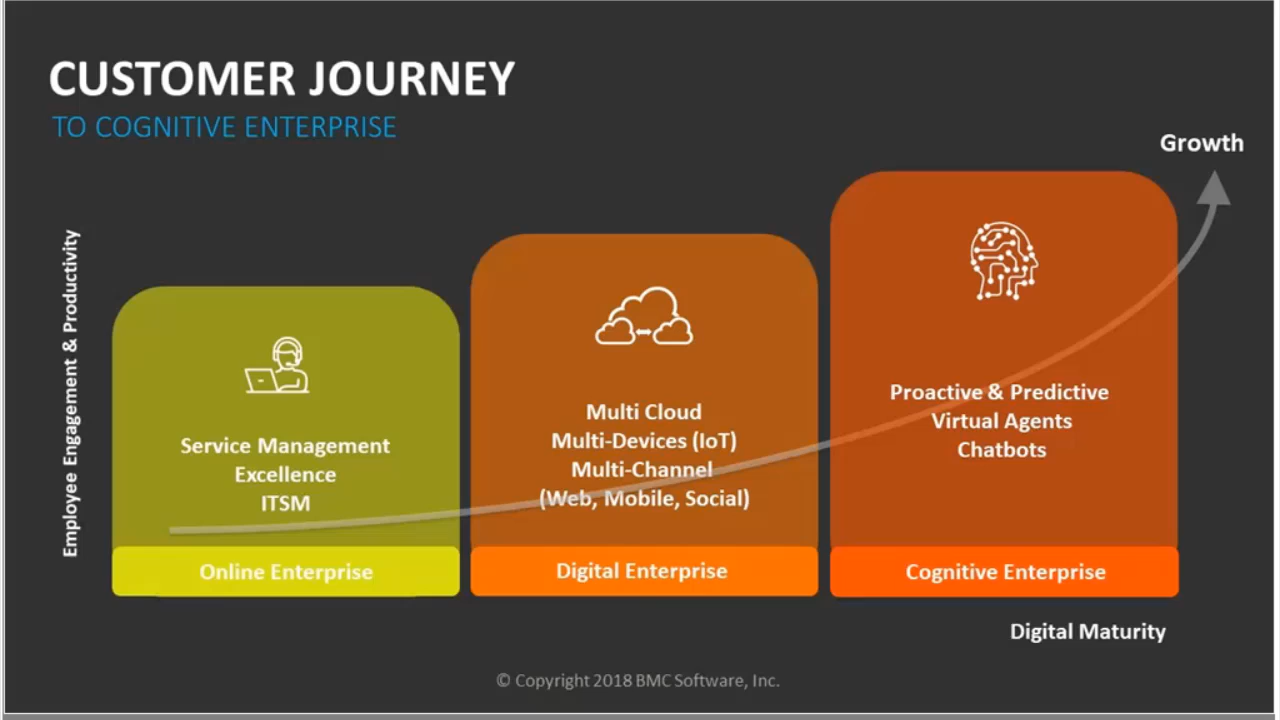 CUSTOMER JOURNEY
TO COGNITIVE ENTERPRISE
Growth
Employee Engagement & Productivity
Service Management
Excellence
ITSM
Online Enterprise
Multi Cloud
Multi-Devices (IoT)
Multi-Channel
(Web, Mobile, Social)
Digital Enterprise
Proactive & Predictive
Virtual Agents
Chatbots
Cognitive Enterprise
Digital Maturity
© Copyright 2018 BMC Software, Inc.